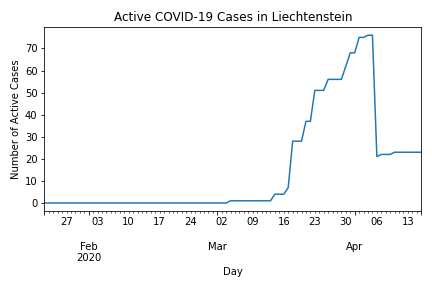 Active COVID-19 Cases in Liechtenstein
Number of Active Cases
70
60
50
40
30
20
10
0
27 03 10 17 24 02 09 16 23 30 06 13
Feb Mar Apr
2020
Day